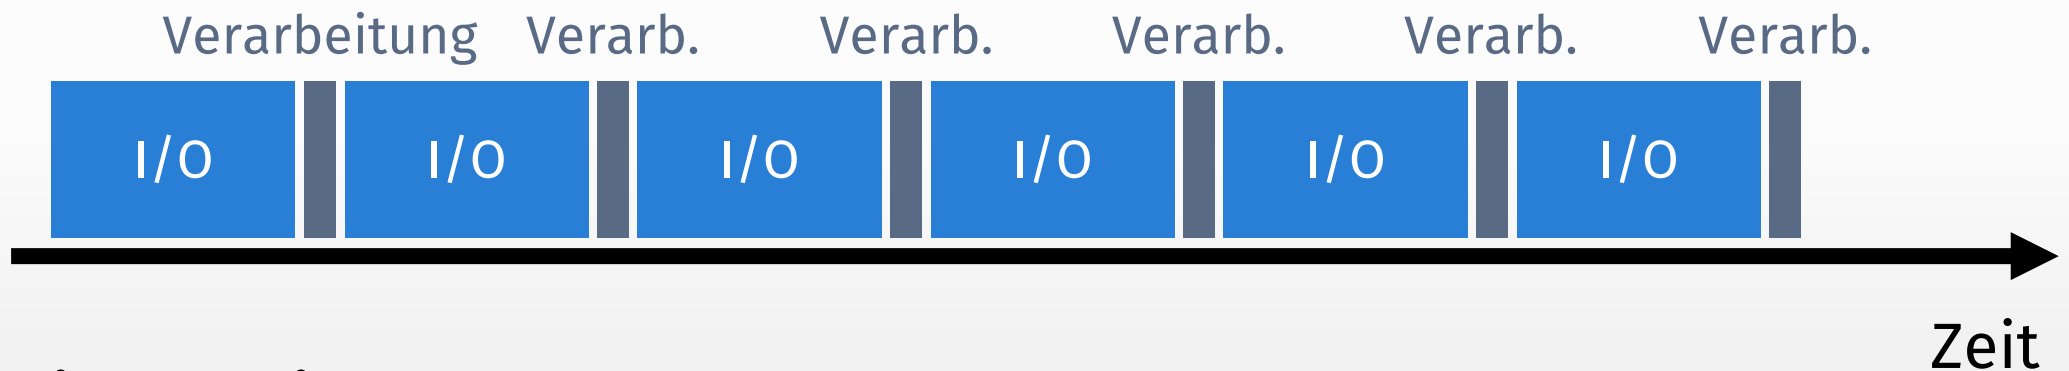 Verarbeitung Verarb. Verarb. Verarb. Verarb. Verarb.
I/O I/O I/O I/O I/O I/O
Zeit